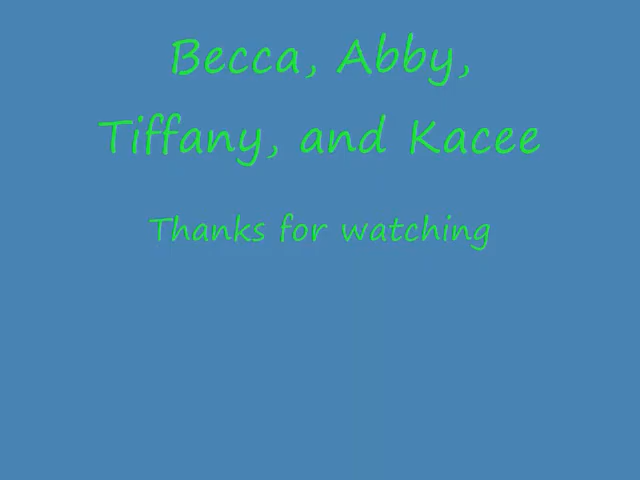 Becca, Abby,
Tiffany, and Kacee
Thanks for watching